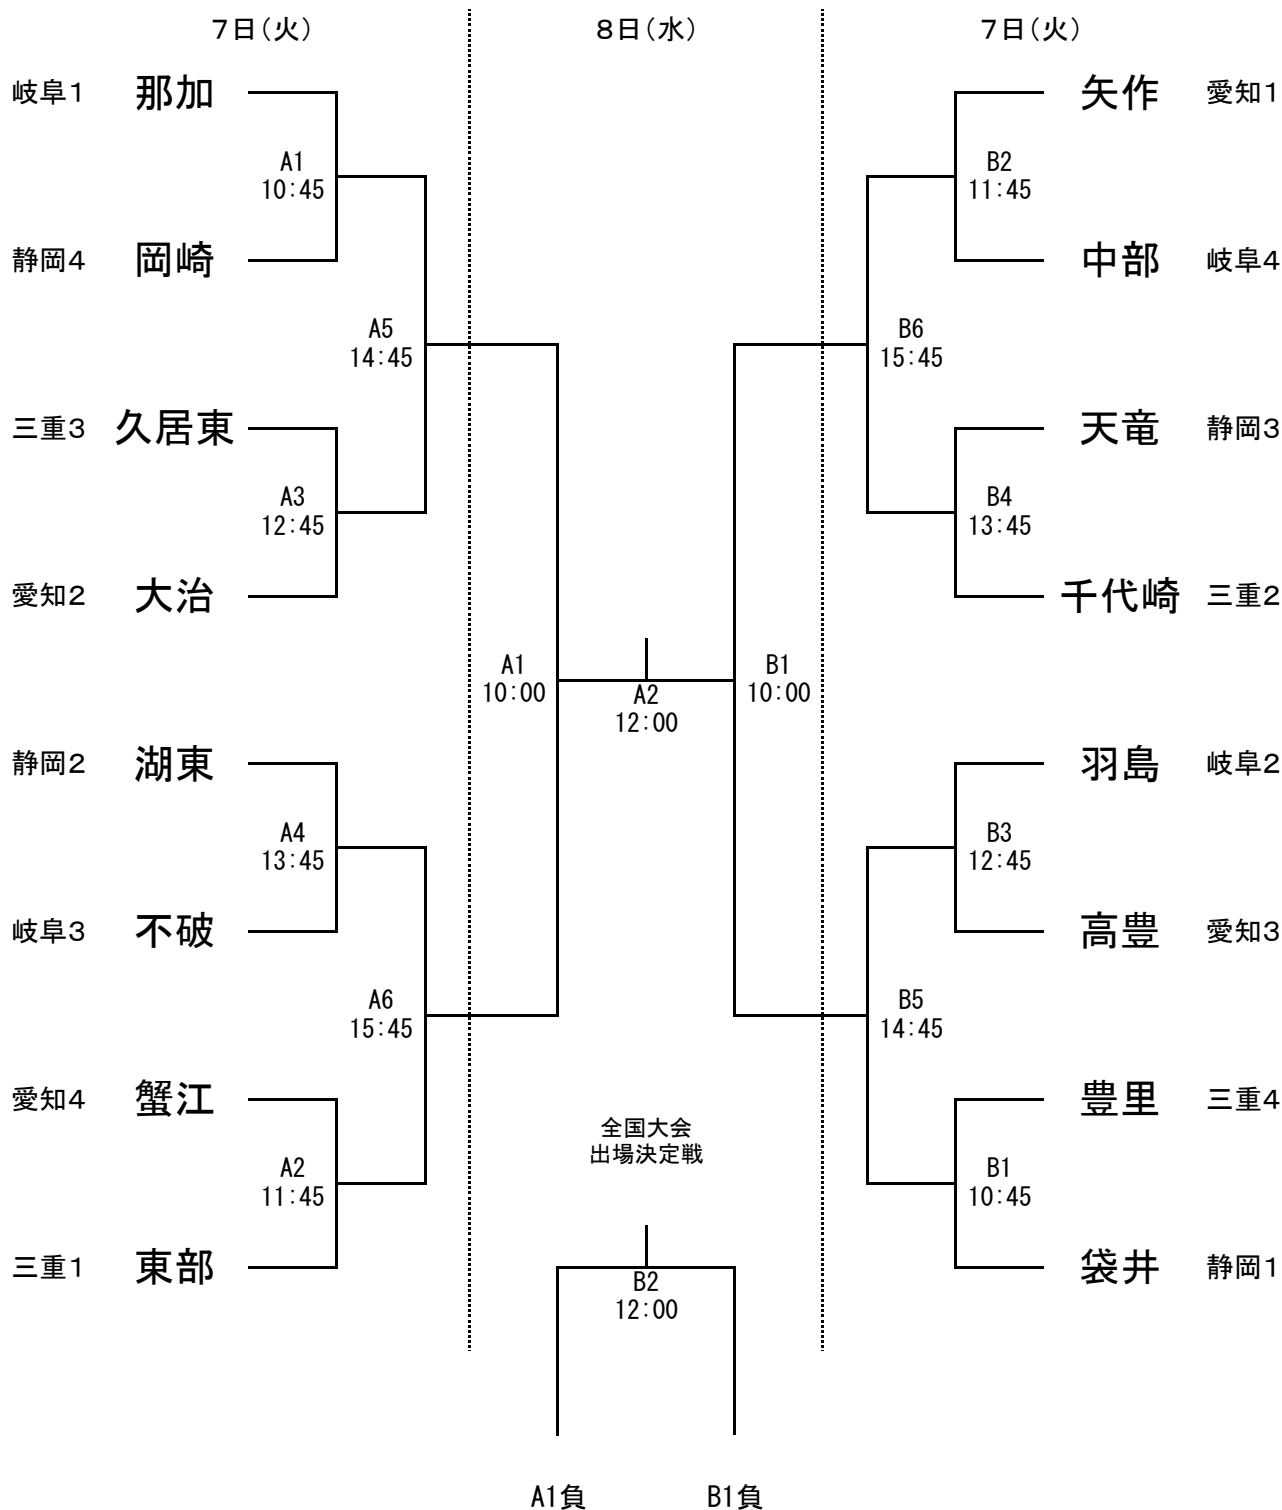 7日(火)
8日(水)
7日(火)
岐阜1 那加
矢作 愛知1
A1
10:45
B2
11:45
静岡4 岡崎
中部 岐阜4
A5
14:45
B6
15:45
三重3 久居東
天竜 静岡3
A3
12:45
B4
13:45
愛知2 大治
千代崎 三重2
A1
10:00
A2
12:00
B1
10:00
静岡2 湖東
羽島 岐阜2
A4
13:45
B3
12:45
岐阜3 不破
高豊 愛知3
A6
15:45
B5
14:45
愛知4 蟹江
豊里 三重4
全国大会
出場決定戦
A2
11:45
B1
10:45
三重1 東部
袋井 静岡1
B2
12:00
A1負
B1負